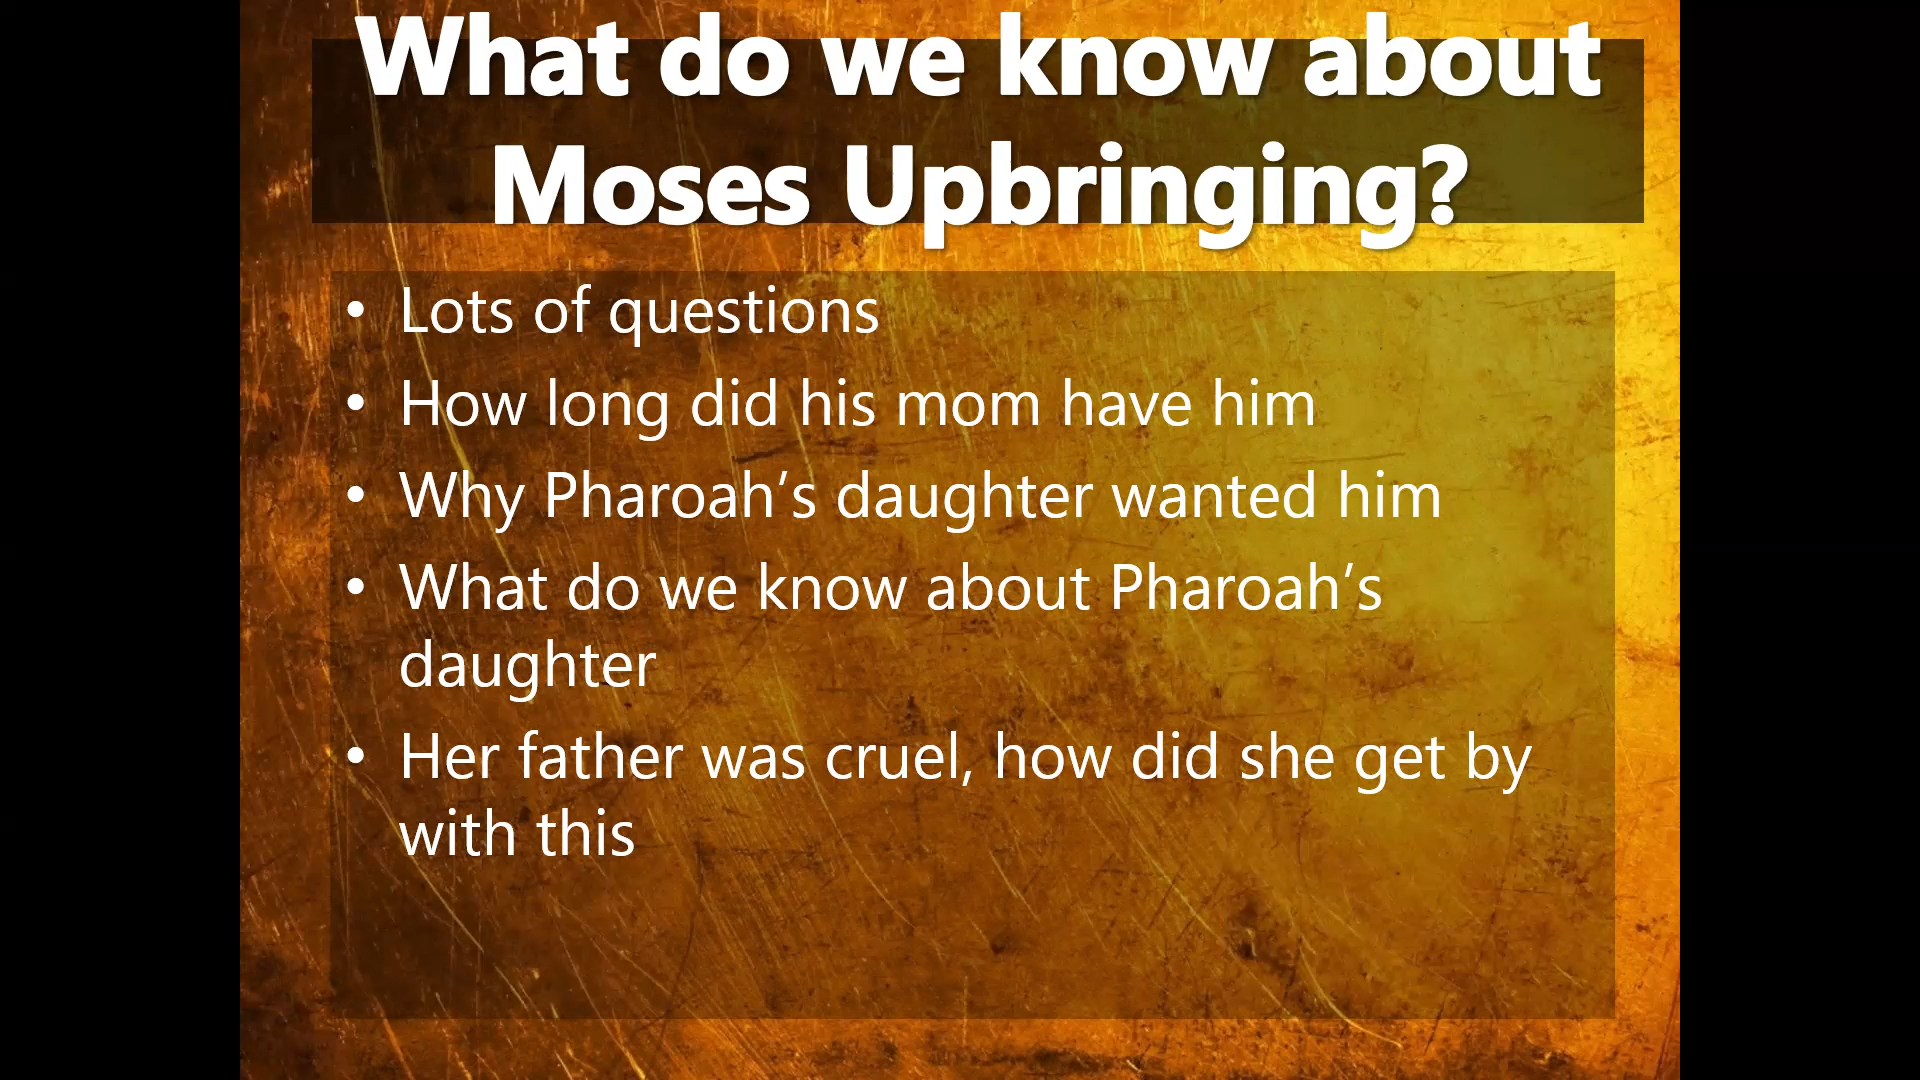 What do we know about
Moses Upbringing?
• Lots of questions
• How long did his mom have him
• Why Pharoah’s daughter wanted him
• What do we know about Pharoah’s
daughter
• Her father was cruel, how did she get by
with this